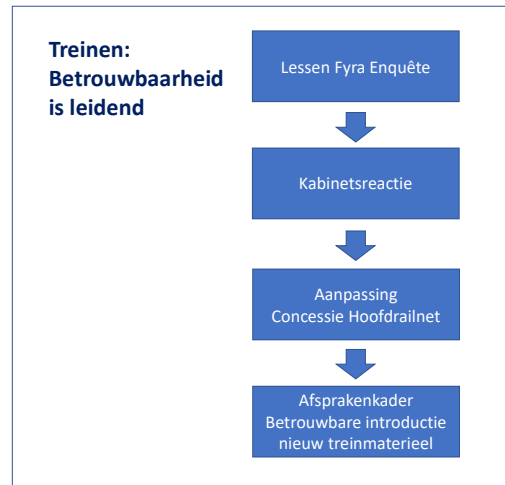 Treinen:
Betrouwbaarheid
is leidend
Lessen Fyra Enquête
Kabinetsreactie
Aanpassing
Concessie Hoofdrailnet
Afsprakenkader
Betrouwbare introductie
nieuw treinmaterieel